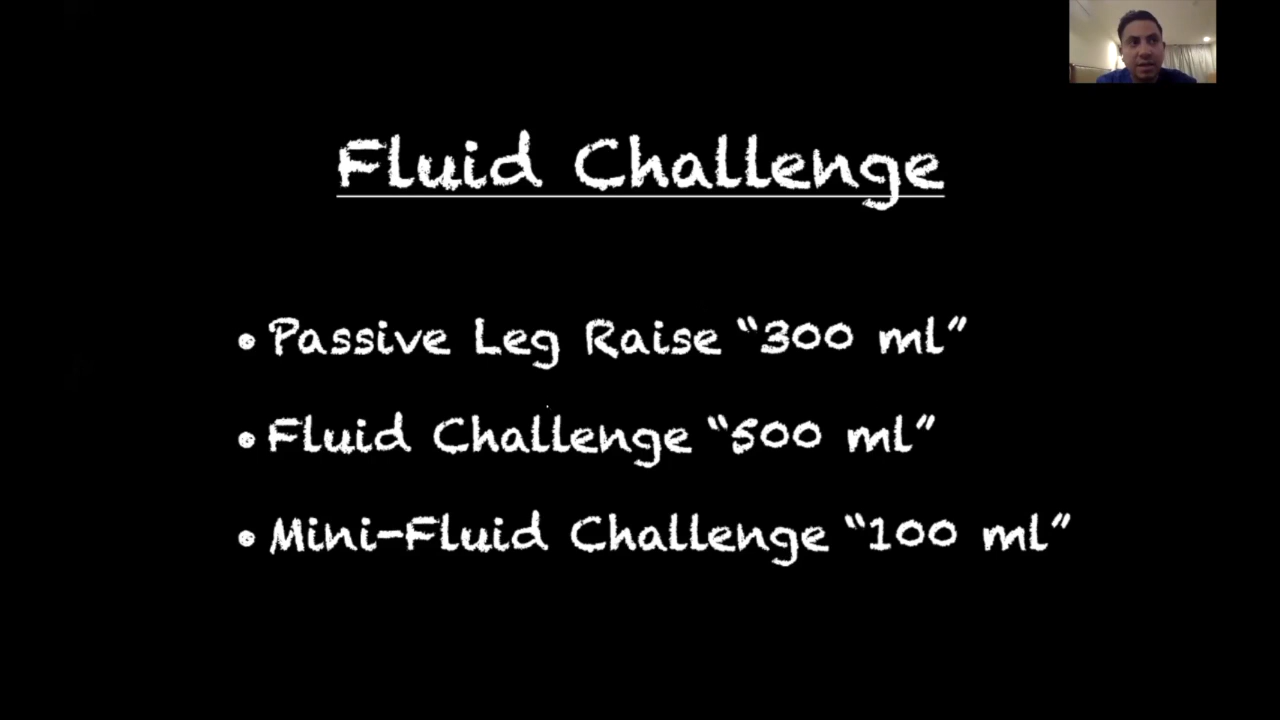 Fluid Challenge
• Passive Leg Raise “300 ml”
• Fluid Challenge “500 ml”
• Mini-Fluid Challenge “100 ml”